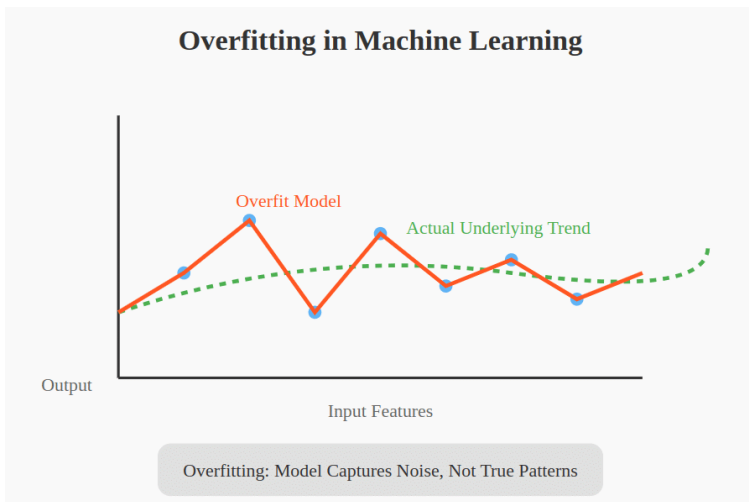 Overfitting in Machine Learning
Overfit Model
Actual Underlying Trend
Output
Input Features
Overfitting: Model Captures Noise, Not True Patterns